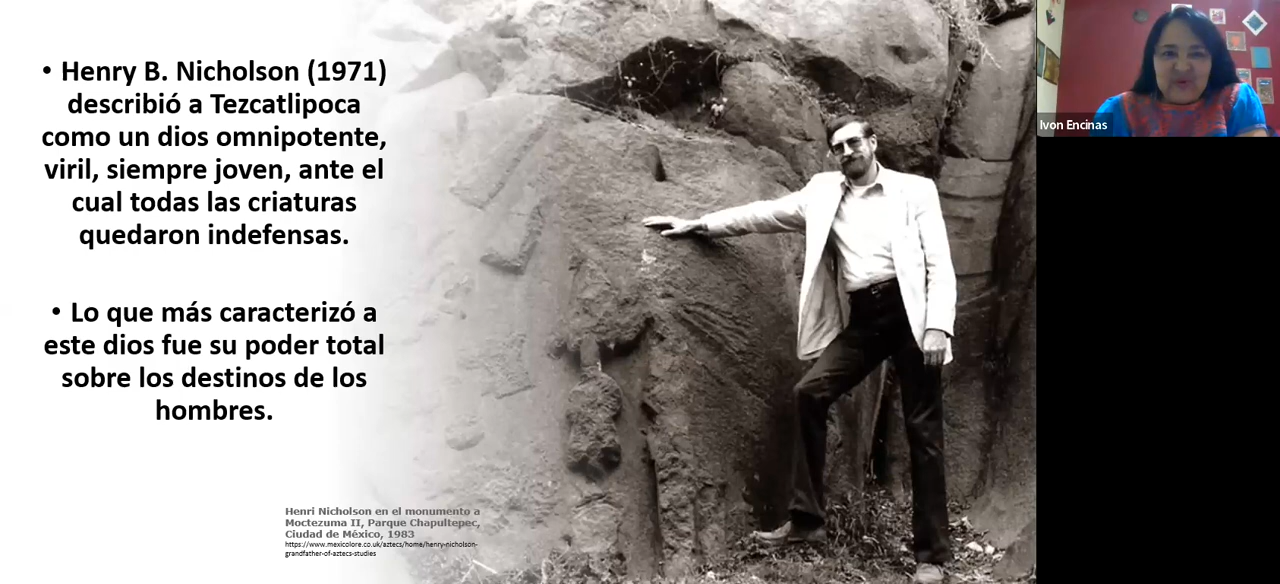 • Henry B. Nicholson (1971)
describió a Tezcatlipoca
como un dios omnipotente,
viril, siempre joven, ante el
cual todas las criaturas
quedaron indefensas.
• Lo que más caracterizó a
este dios fue su poder total
sobre los destinos de los
hombres.
Henri Nicholson en el monumento a
Moctezuma II, Parque Chapultepec,
Ciudad de México, 1983
https://www.mexicolore.co.uk/aztecs/home/henry-nicholson-
grandfather-of-aztecs-studies
Ivon Encinas